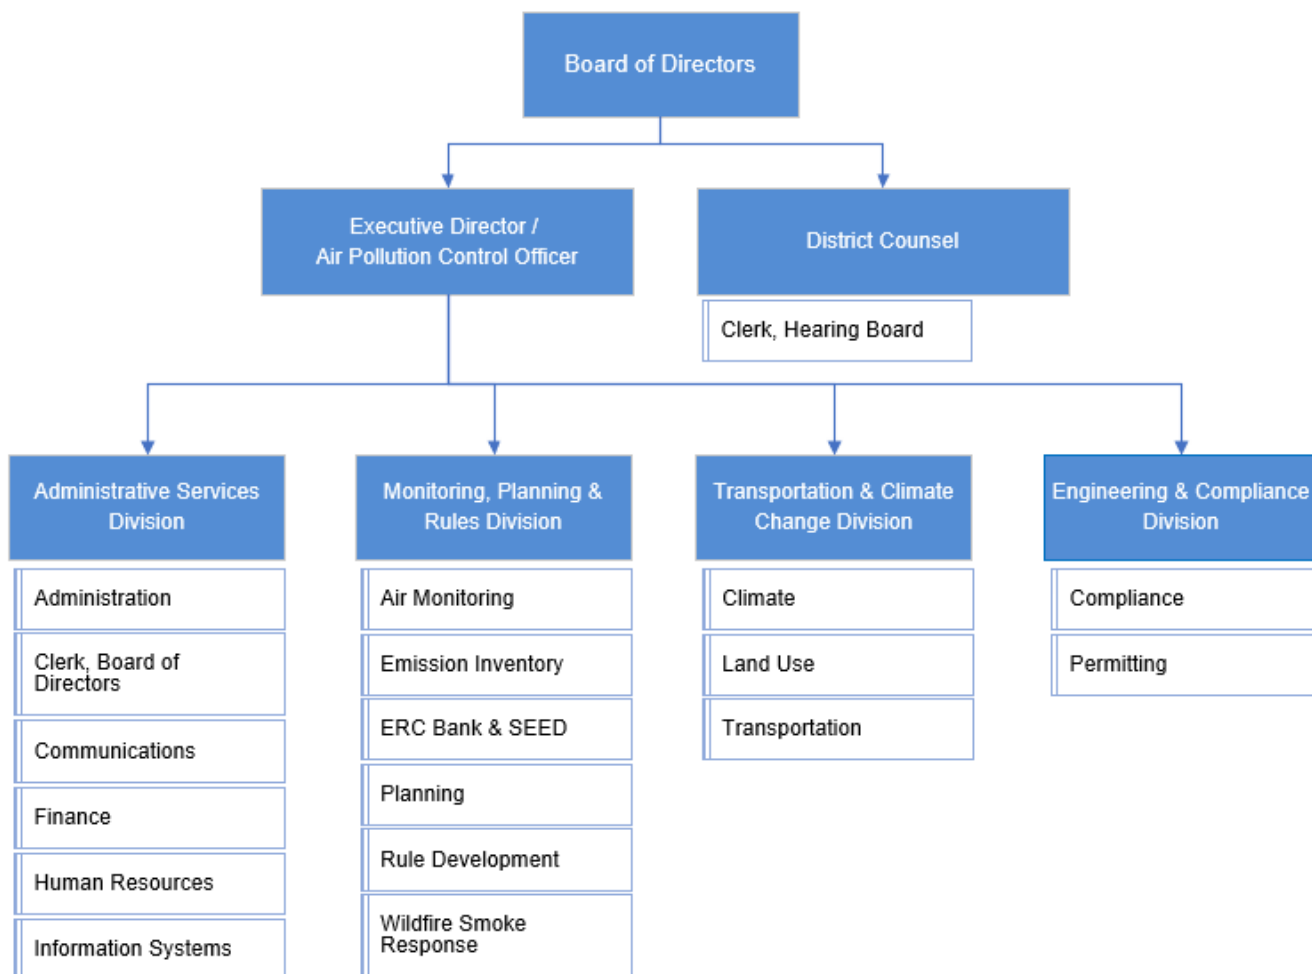 Board of Directors
Executive Director /
Air Pollution Control Officer
District Counsel
Clerk, Hearing Board
Administrative Services
Division
Administration
Clerk, Board of
Directors
Communications
Finance
Human Resources
Information Systems
Monitoring, Planning &
Rules Division
Air Monitoring
Emission Inventory
ERC Bank & SEED
Planning
Rule Development
Wildfire Smoke
Response
Transportation & Climate
Change Division
Climate
Land Use
Transportation
Engineering & Compliance
Division
Compliance
Permitting